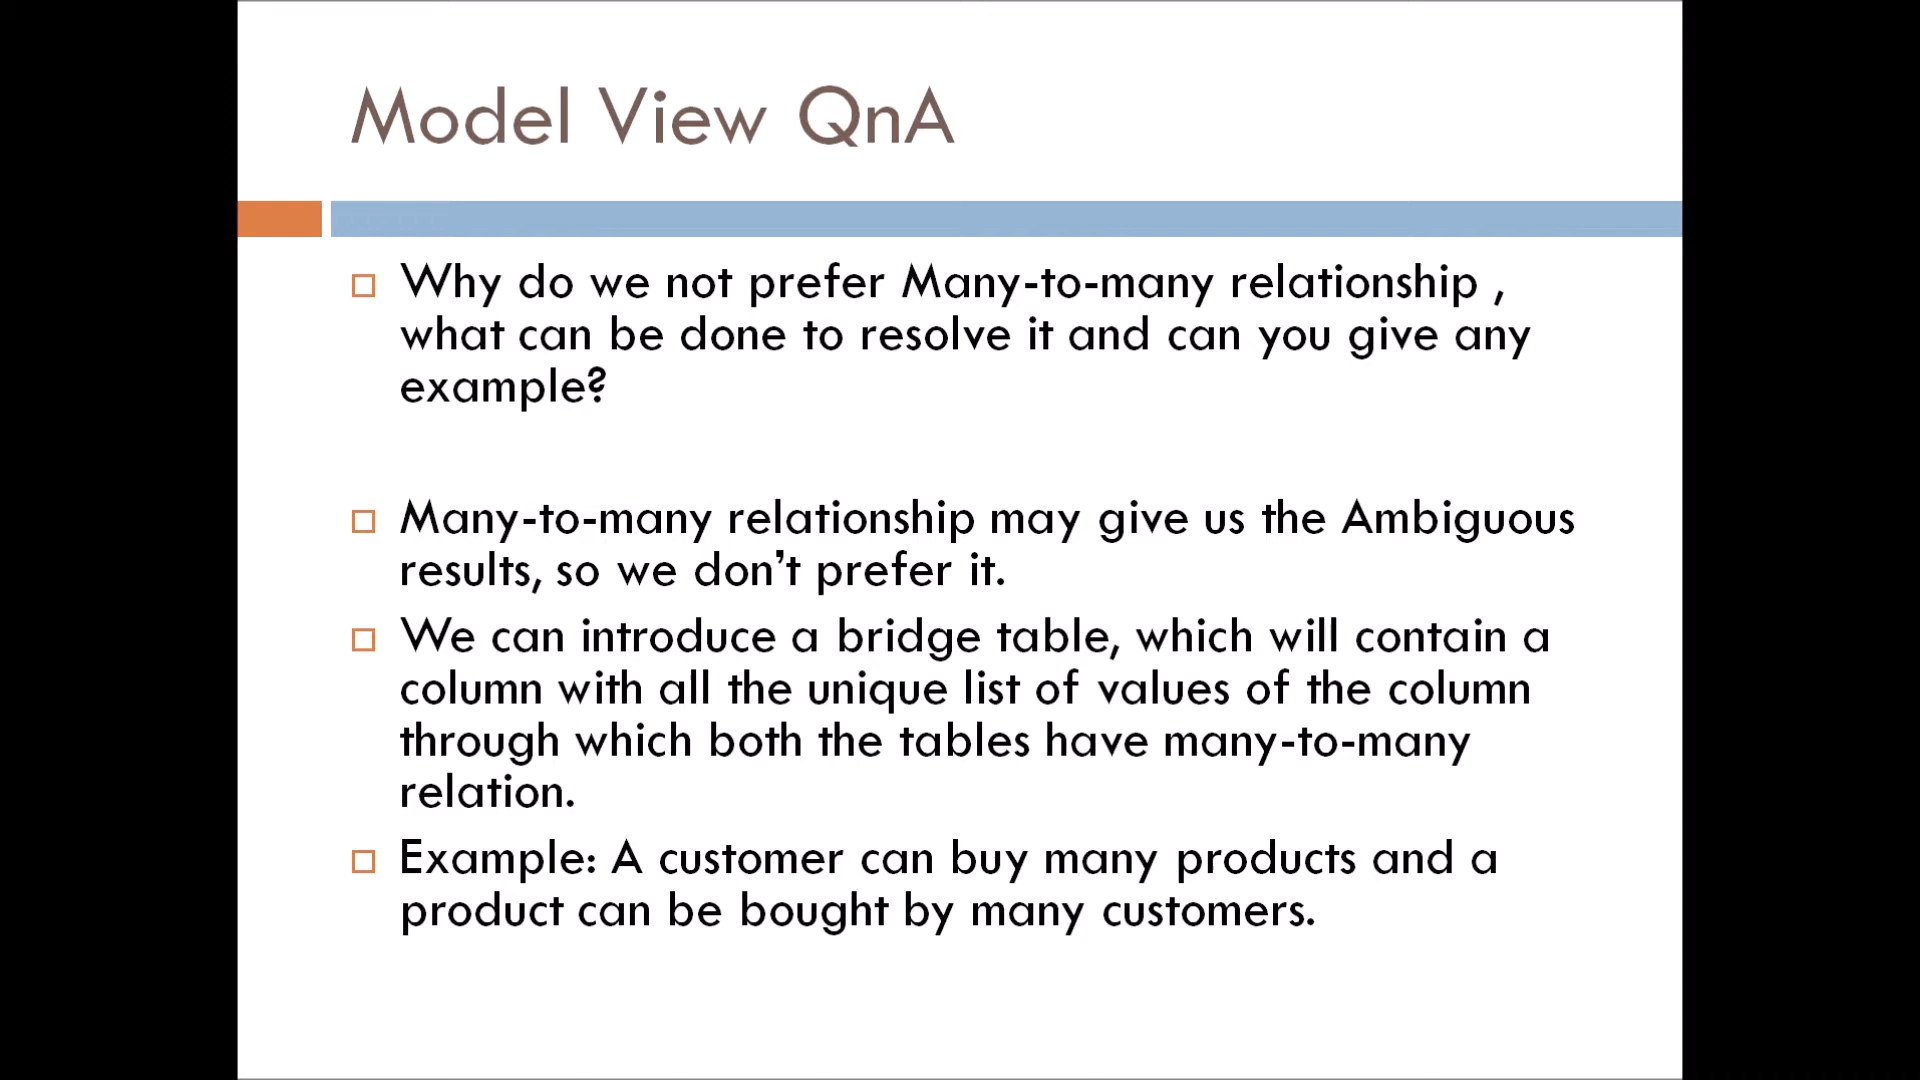 Model View QnA
Why do we not prefer Many-to-many relationship ,
what can be done to resolve it and can you give any
example?
Many-to-many relationship may give us the Ambiguous
results, so we don’t prefer it.
We can introduce a bridge table, which will contain a
column with all the unique list of values of the column
through which both the tables have many-to-many
relation.
Example: A customer can buy many products and a
product can be bought by many customers.